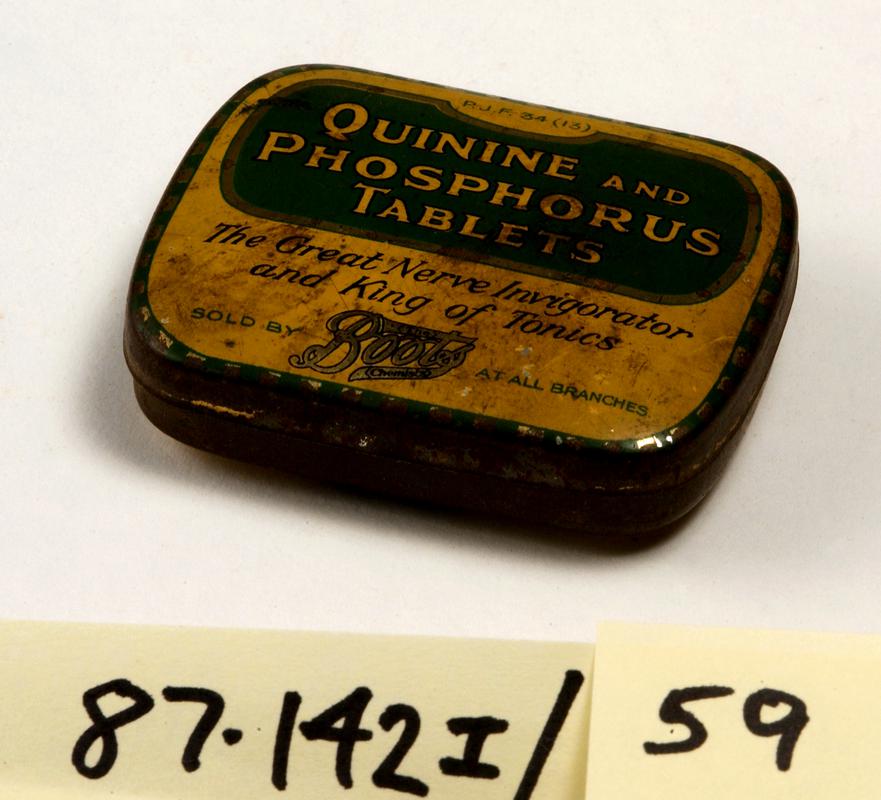 P.J.F. 34 (13)
QUININE AND
PHOSPHORUS
TABLETS
The Great Nerve Invigorator
and King of Tonics
SOLD BY Boots AT ALL BRANCHES
Chemists
87.142I/59